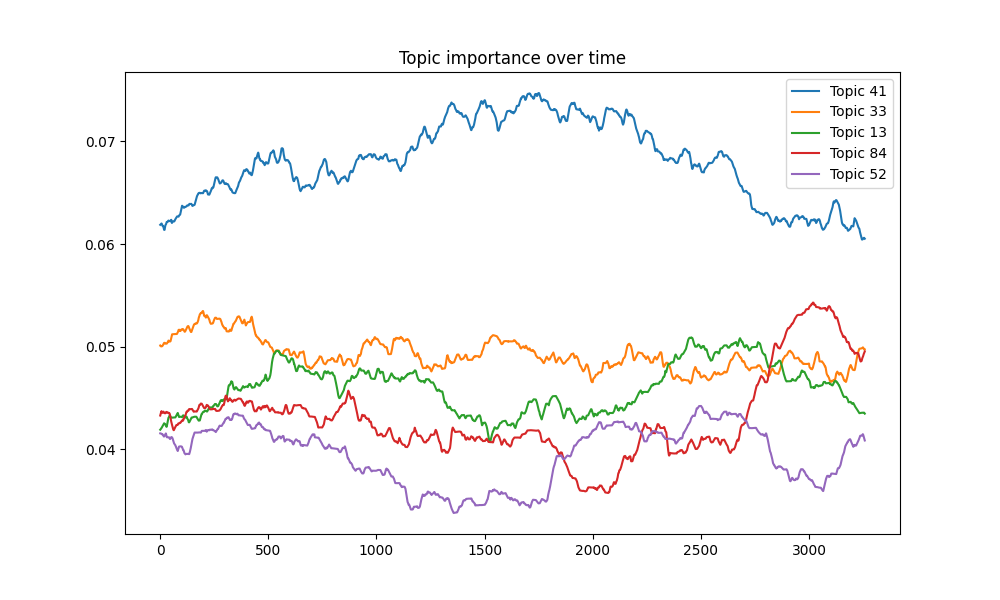 Topic importance over time
Topic 41
Topic 33
Topic 13
Topic 84
Topic 52
0.07
0.06
0.05
0.04
0 500 1000 1500 2000 2500 3000